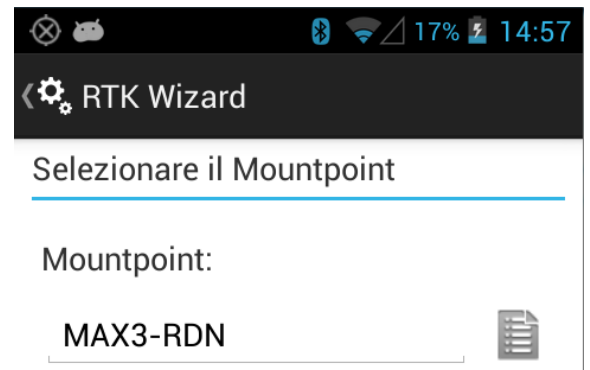 17% 14:57
RTK Wizard
Selezionare il Mountpoint
Mountpoint:
MAX3-RDN